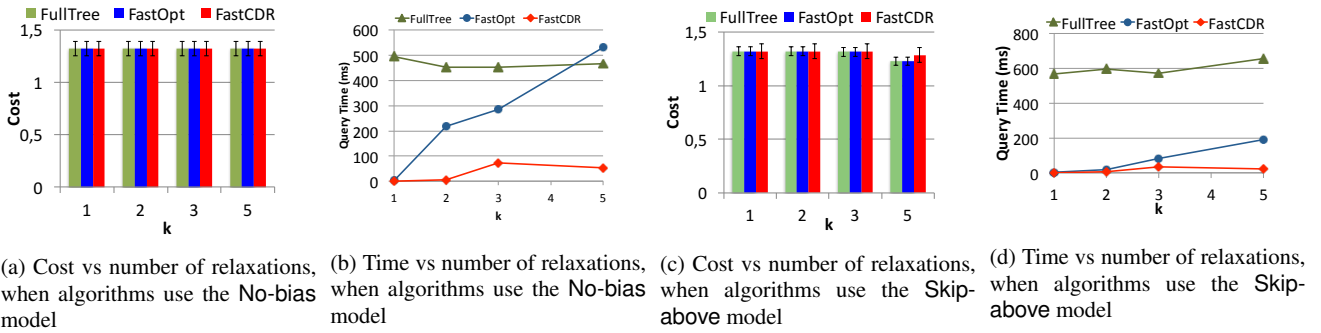 FullTree FastOpt FastCDR
1,5
1
0,5
0
Cost
1 2 3 5
k
FullTree FastOpt FastCDR
600
500
400
300
200
100
0
Query Time (ms)
1 2 3 4 5
k
FullTree FastOpt FastCDR
1,5
1
0,5
0
Cost
1 2 3 5
k
FullTree FastOpt FastCDR
800
600
400
200
0
Query Time (ms)
1 2 3 4 5
k
(a) Cost vs number of relaxations,
when algorithms use the No-bias
model
(b) Time vs number of relaxations,
when algorithms use the No-bias
model
(c) Cost vs number of relaxations,
when algorithms use the Skip-
above model
(d) Time vs number of relaxations,
when algorithms use the Skip-
above model